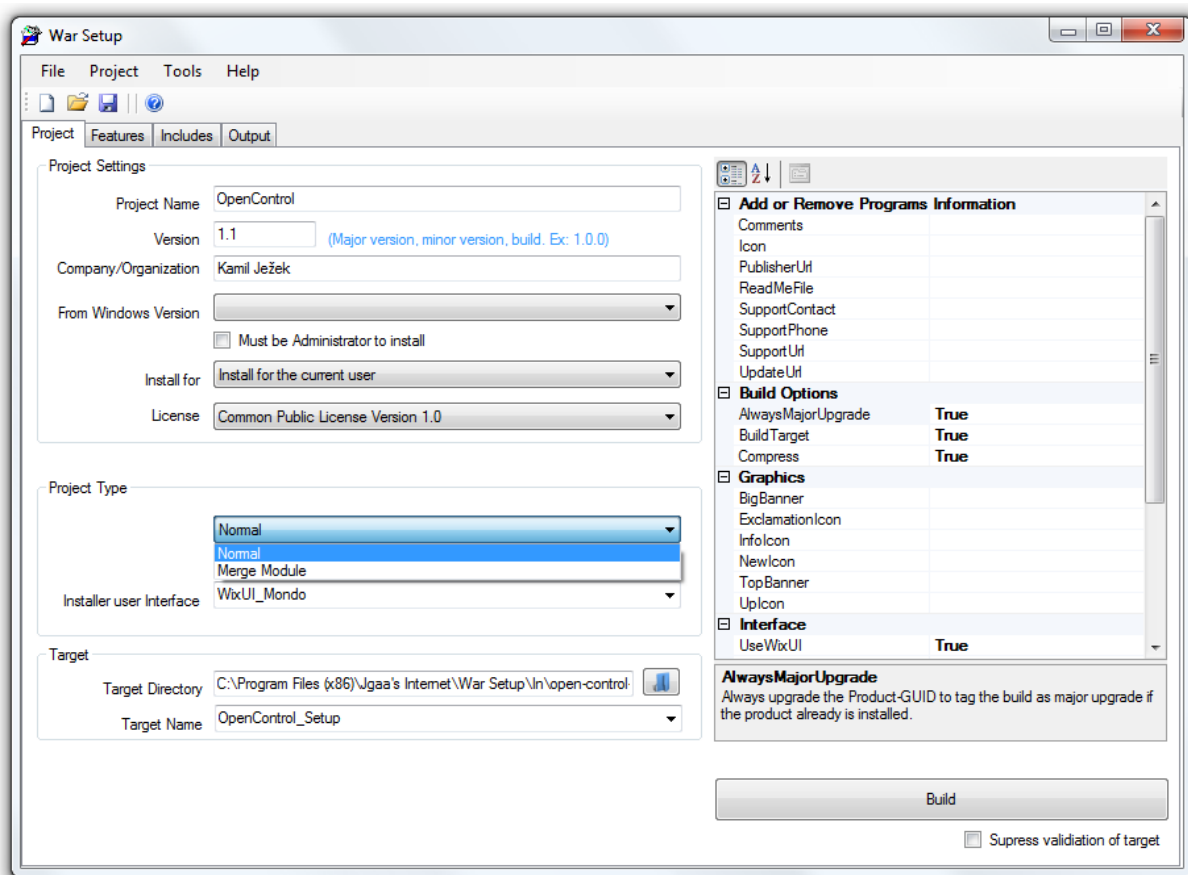 War Setup
File Project Tools Help
Project Features Includes Output
Project Settings
Project Name OpenControl
Version 1.1 (Major version, minor version, build. Ex: 1.0.0)
Company/Organization Kamil Ježek
From Windows Version
Must be Administrator to install
Install for Install for the current user
License Common Public License Version 1.0
Project Type
Normal
Normal
Merge Module
Installer user Interface WixUI_Mondo
Target
Target Directory C:\Program Files (x86)\Jgaa's Internet\War Setup\In\open-control-
Target Name OpenControl_Setup
Add or Remove Programs Information
Comments
Icon
PublisherUrl
ReadMeFile
SupportContact
SupportPhone
SupportUrl
UpdateUrl
Build Options
AlwaysMajorUpgrade True
BuildTarget True
Compress True
Graphics
BigBanner
ExclamationIcon
InfoIcon
NewIcon
TopBanner
UpIcon
Interface
UseWixUI True
AlwaysMajorUpgrade
Always upgrade the Product-GUID to tag the build as major upgrade if
the product already is installed.
Build
Supress validiation of target